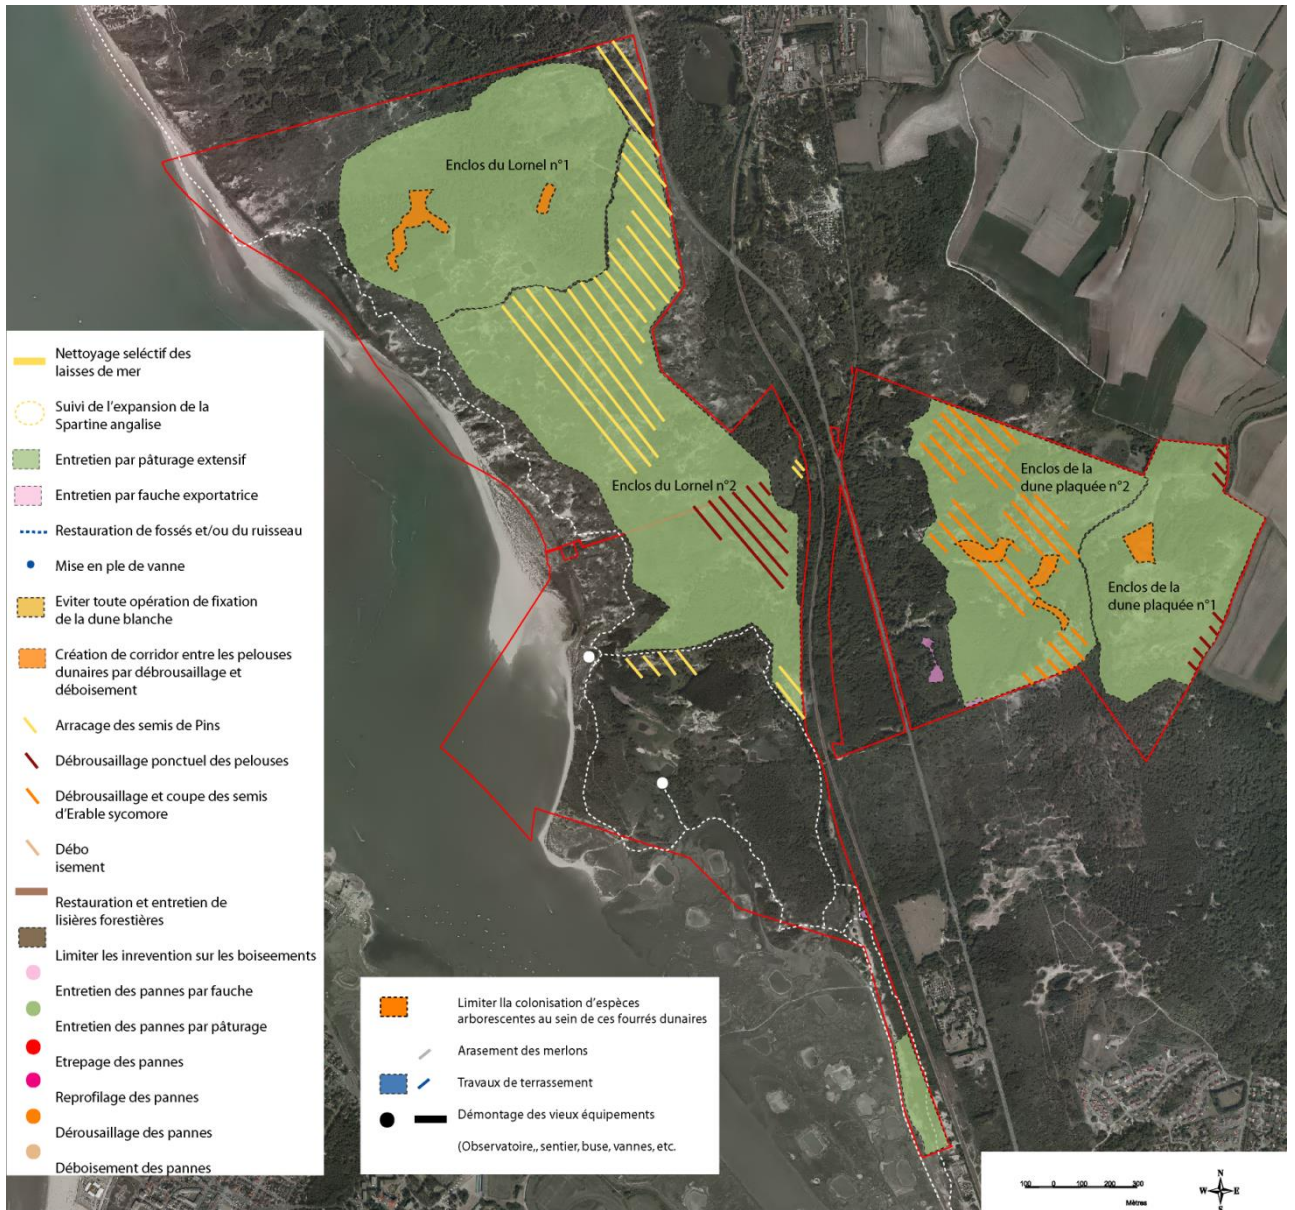 Enclos du Lornel n°1
Enclos du Lornel n°2
Enclos de la
dune plaquée n°2
Enclos de la
dune plaquée n°1
Nettoyage seléctif des
laisses de mer
Suivi de l'expansion de la
Spartine angalise
Entretien par pâturage extensif
Entretien par fauche exportatrice
Restauration de fossés et/ou du ruisseau
Mise en ple de vanne
Eviter toute opération de fixation
de la dune blanche
Création de corridor entre les pelouses
dunaires par débrousaillage et
déboisement
Arracage des semis de Pins
Débrousaillage ponctuel des pelouses
Débrousaillage et coupe des semis
d'Erable sycomore
Débo
isement
Restauration et entretien de
lisières forestières
Limiter les inrevention sur les boiseements
Entretien des pannes par fauche
Entretien des pannes par pâturage
Etrepage des pannes
Reprofilage des pannes
Dérousaillage des pannes
Déboisement des pannes
Limiter lla colonisation d'espèces
arborescentes au sein de ces fourrés dunaires
Arasement des merlons
Travaux de terrassement
Démontage des vieux équipements
(Observatoire,, sentier, buse, vannes, etc.
100 0 100 200 300
Mètres
N
W E
S